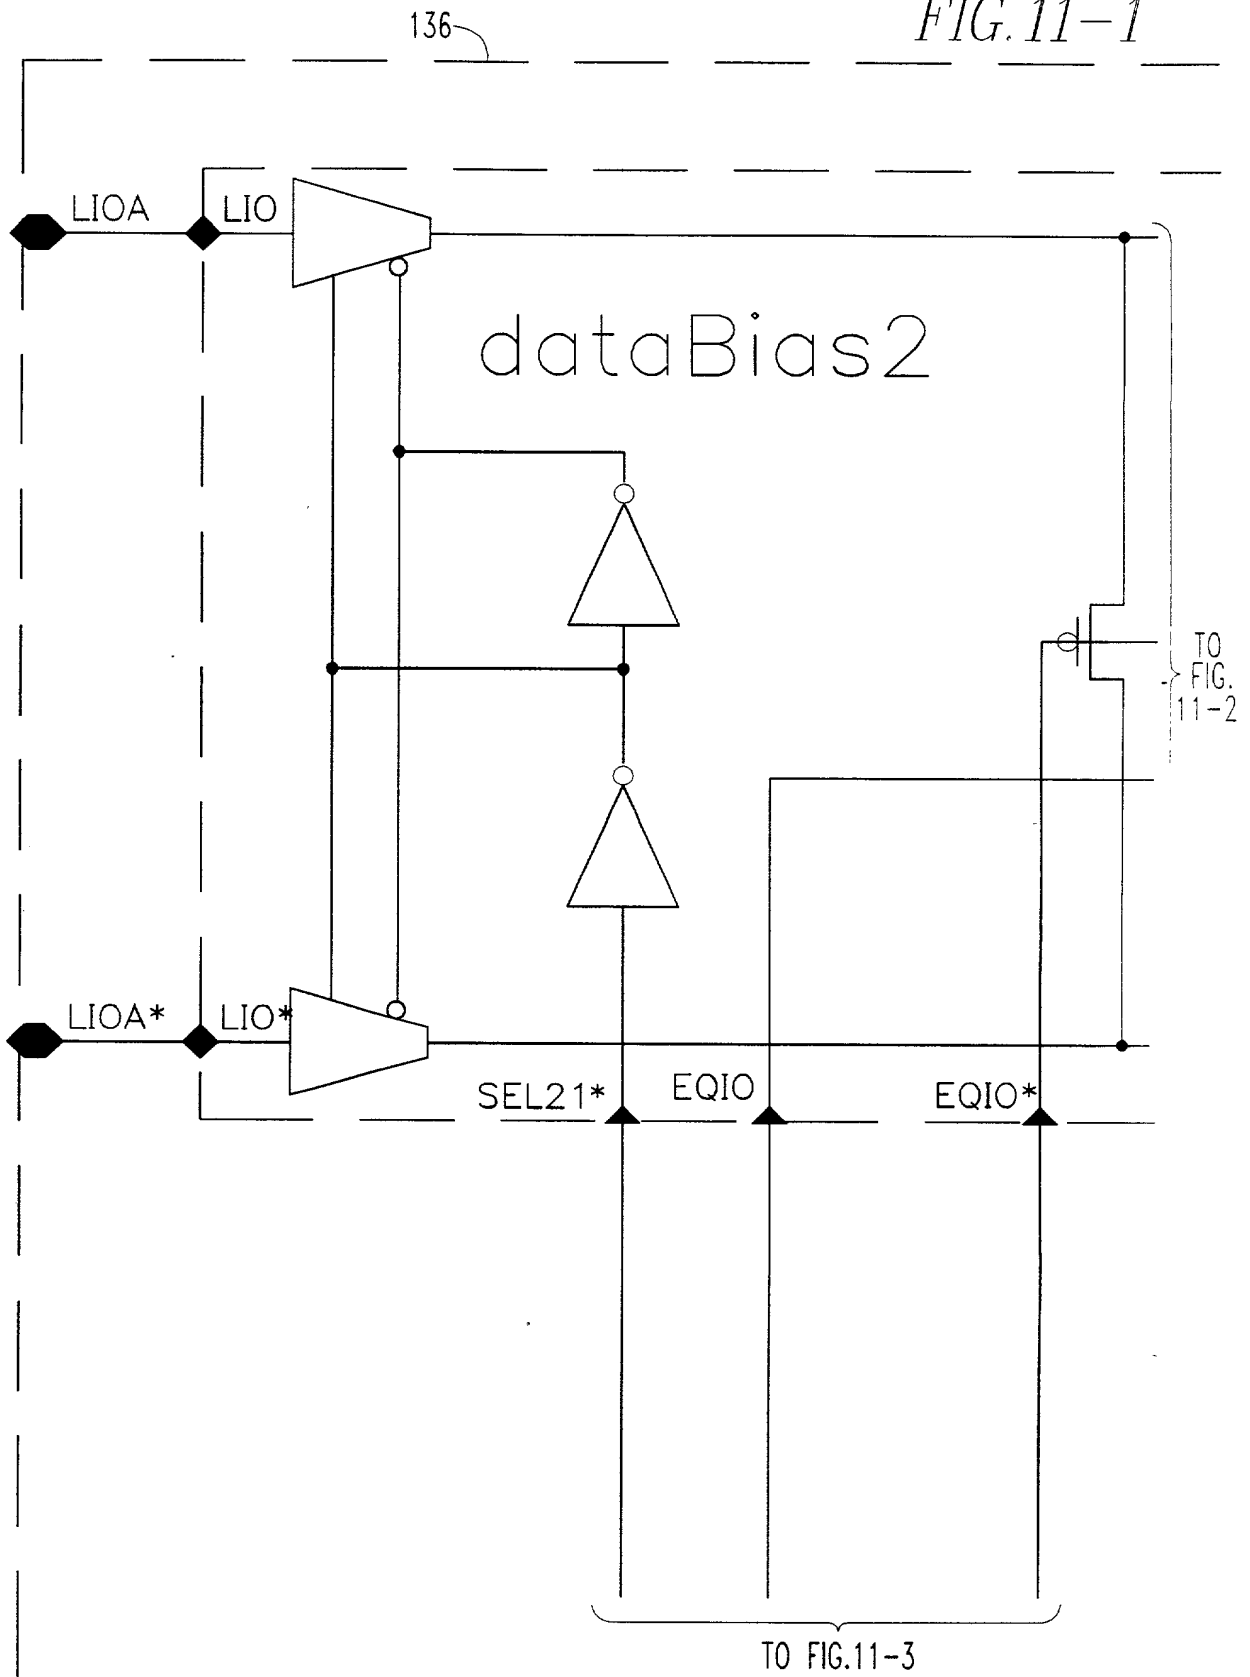 FIG.11-1
136
LIOA
LIO
dataBias2
TO
FIG.
11-2
LIOA*
LIO*
SEL21*
EQIO
EQIO*
TO FIG.11-3